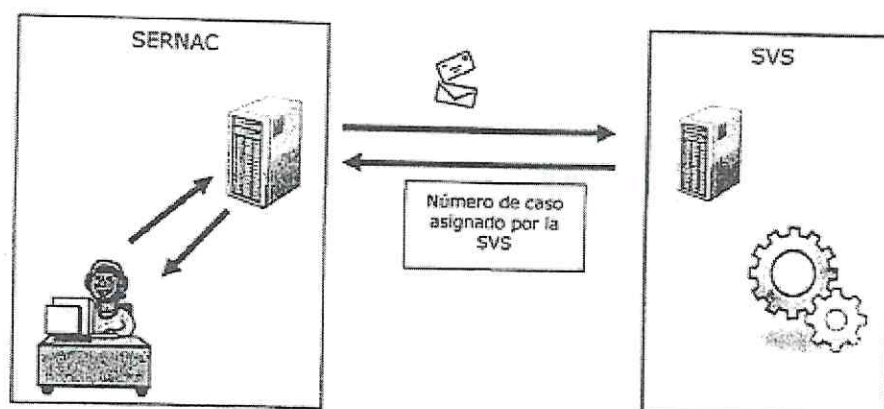 SERNAC
SVS
Número de caso
asignado por la
SVS